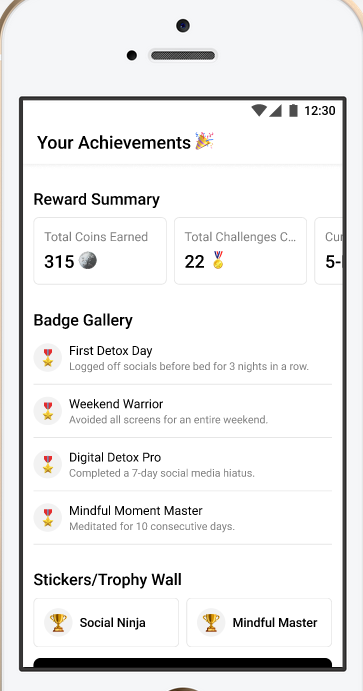 12:30
Your Achievements 🎉
Reward Summary
Total Coins Earned
315
Total Challenges C...
22
Cur
5-
Badge Gallery
First Detox Day
Logged off socials before bed for 3 nights in a row.
Weekend Warrior
Avoided all screens for an entire weekend.
Digital Detox Pro
Completed a 7-day social media hiatus.
Mindful Moment Master
Meditated for 10 consecutive days.
Stickers/Trophy Wall
Social Ninja
Mindful Master